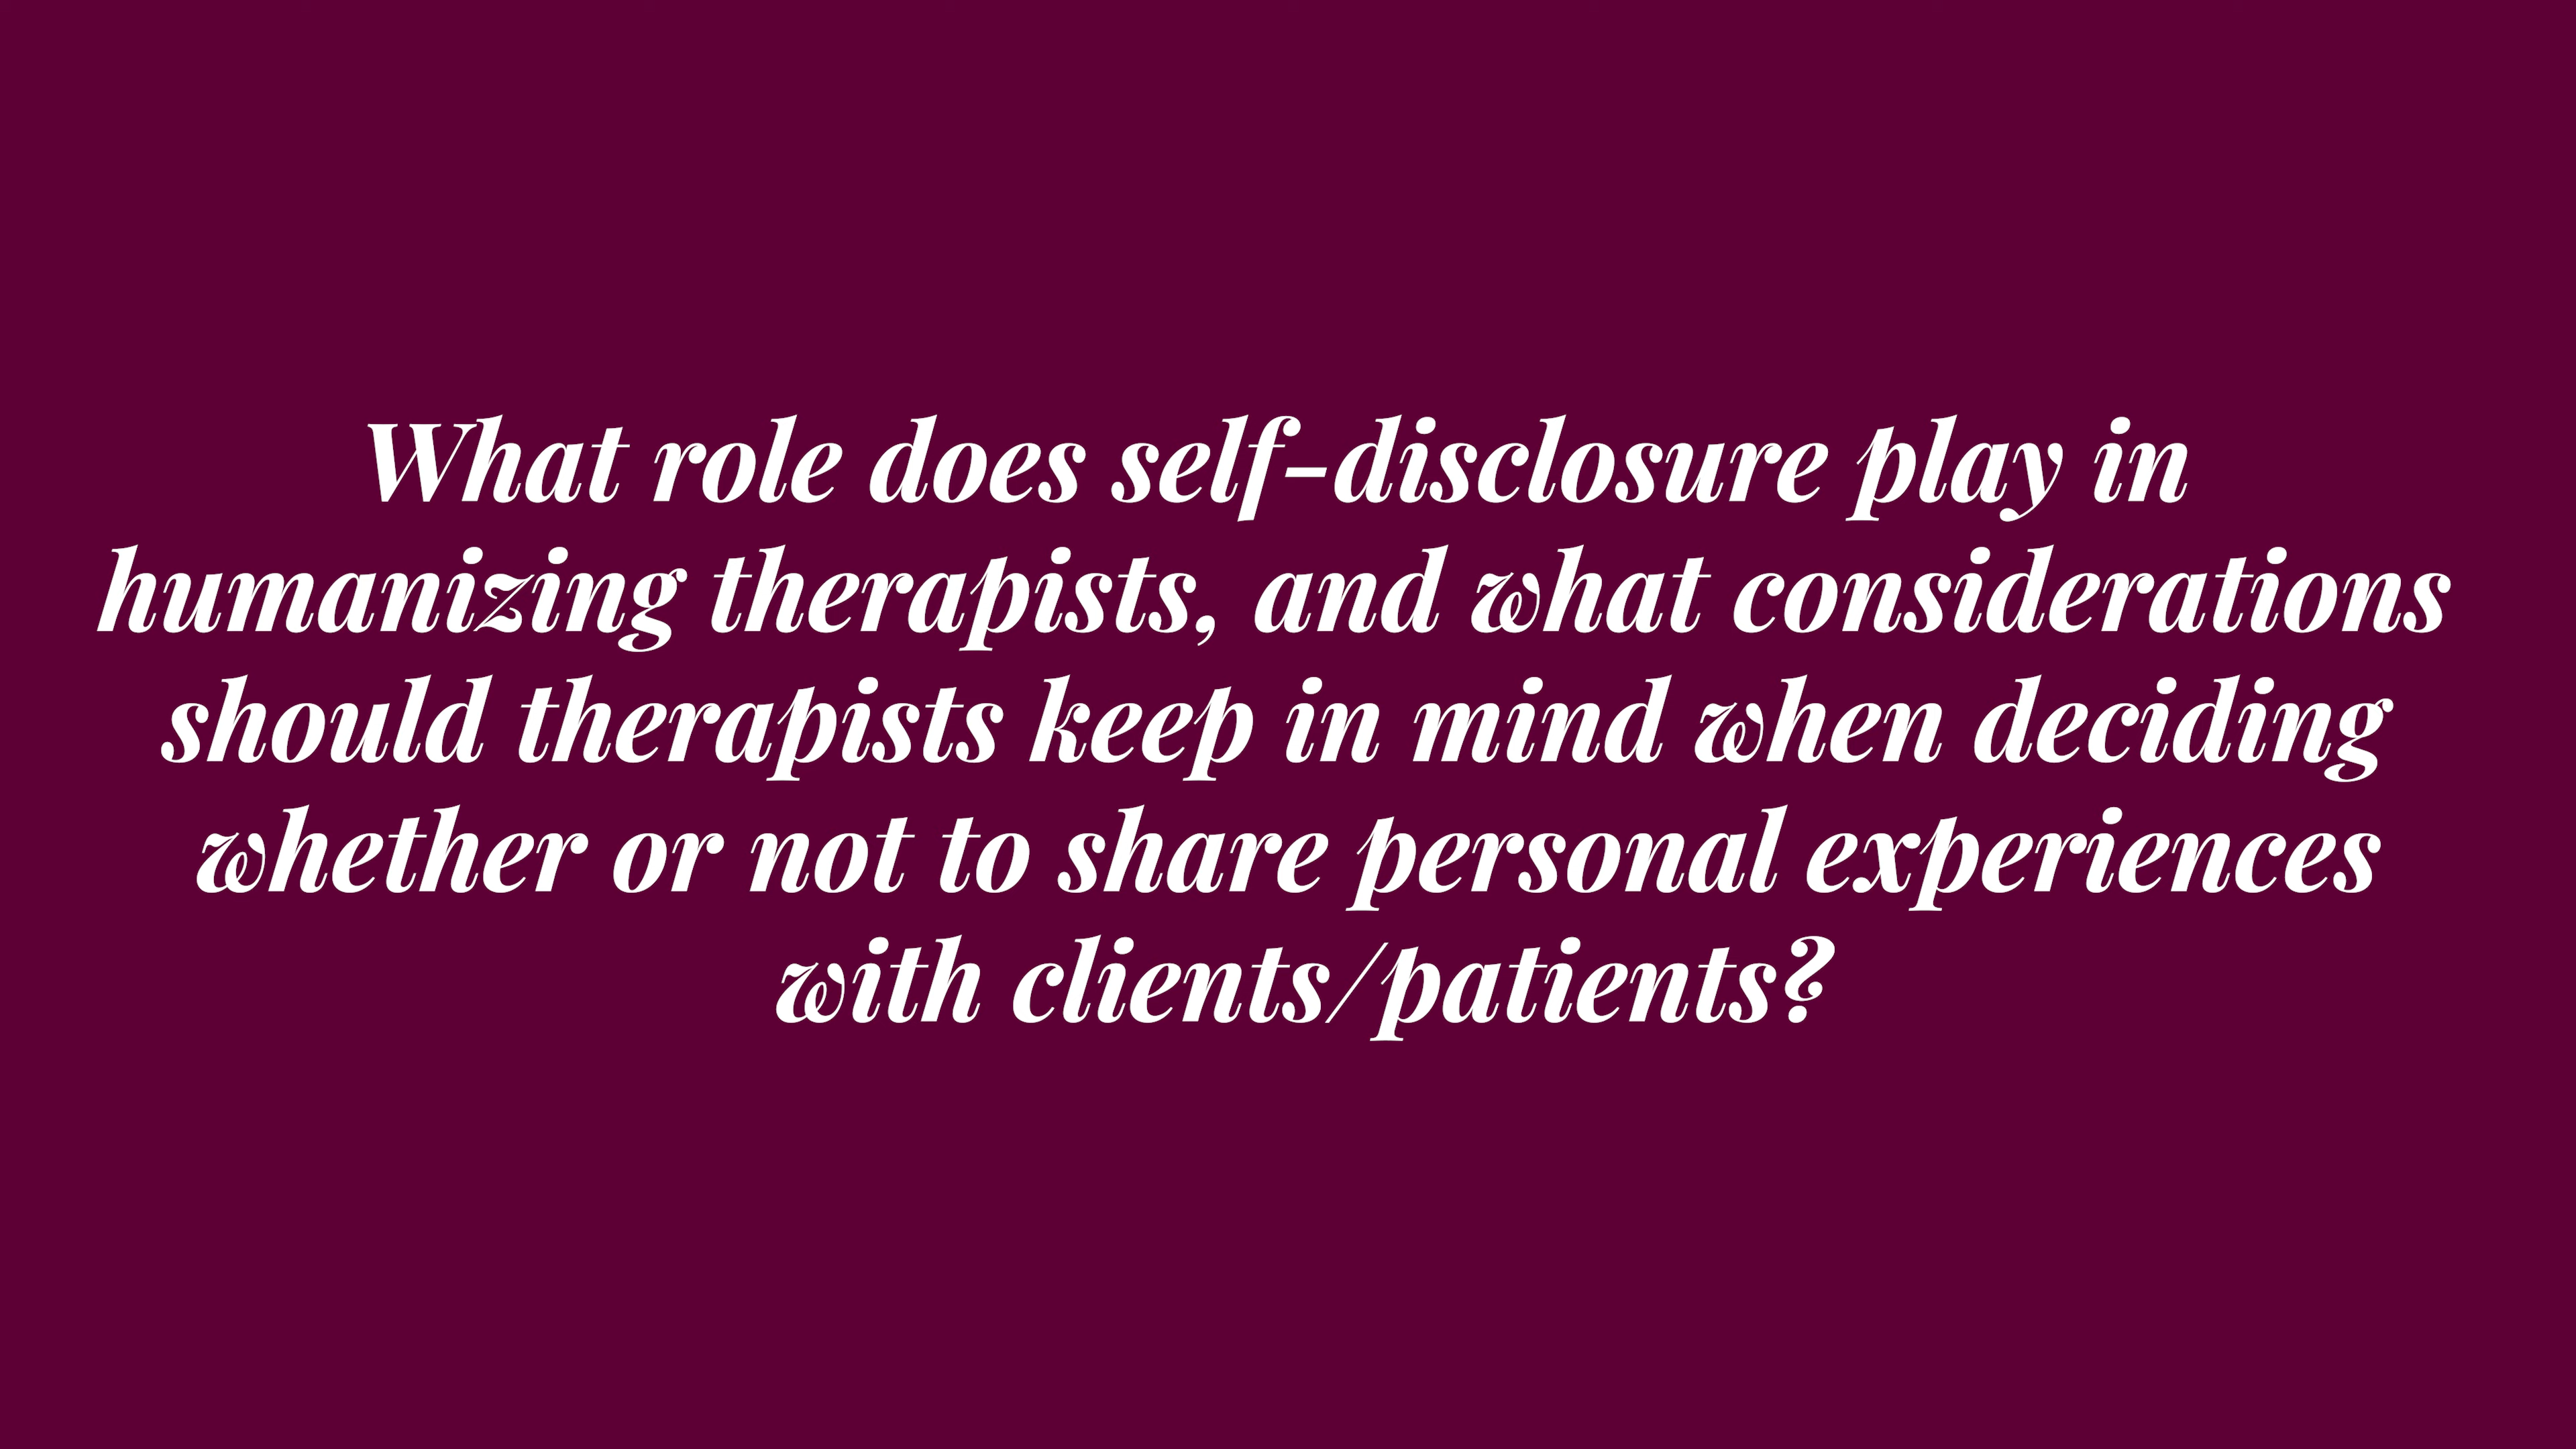 What role does self-disclosure play in
humanizing therapists, and what considerations
should therapists keep in mind when deciding
whether or not to share personal experiences
with clients/patients?